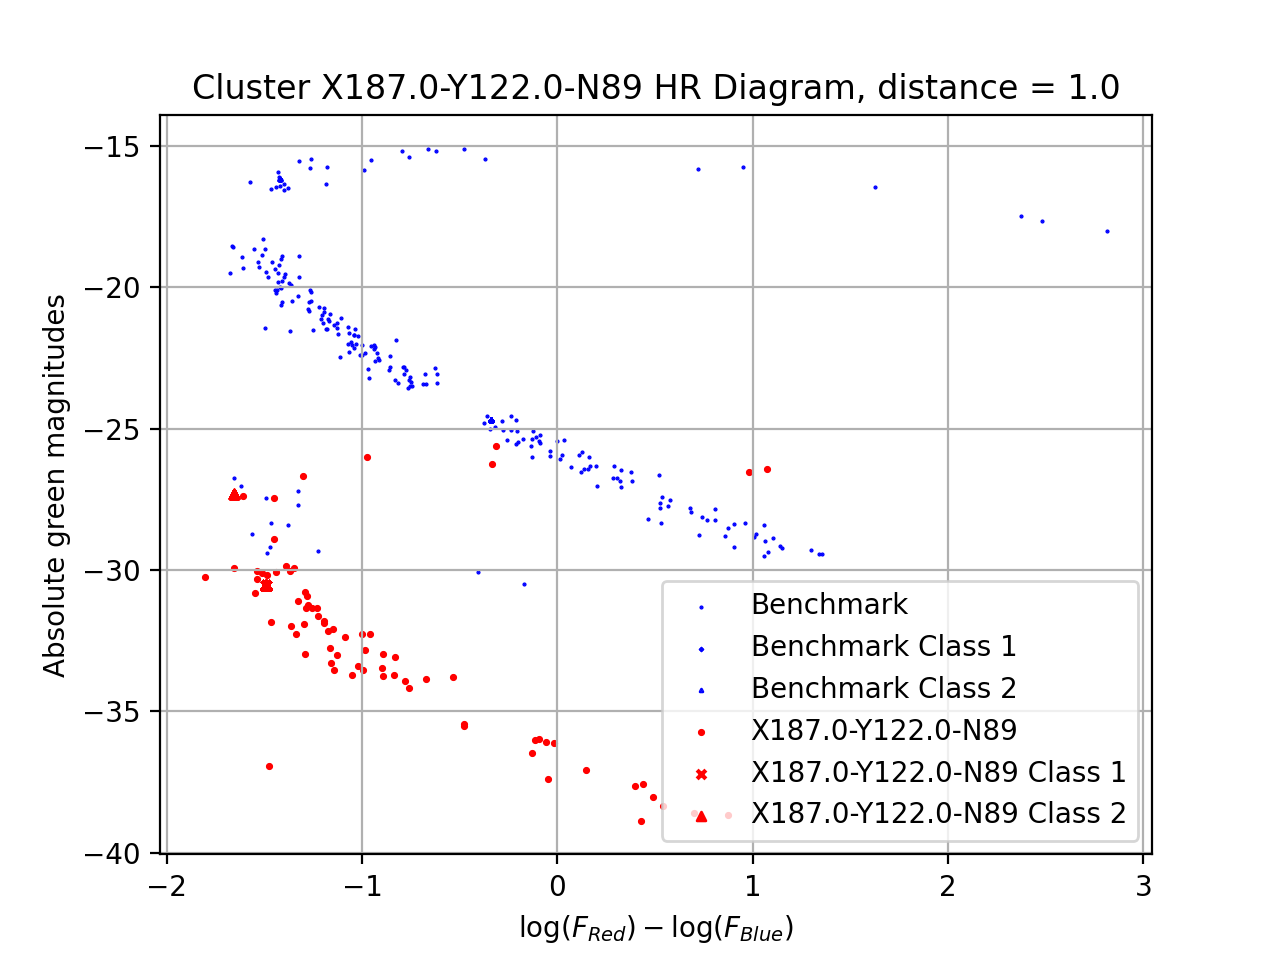 Cluster X187.0-Y122.0-N89 HR Diagram, distance = 1.0
Absolute green magnitudes
−15
−20
−25
−30
−35
−40
Benchmark
Benchmark Class 1
Benchmark Class 2
X187.0-Y122.0-N89
X187.0-Y122.0-N89 Class 1
X187.0-Y122.0-N89 Class 2
−2 −1 0 1 2 3
log(F_Red) − log(F_Blue)